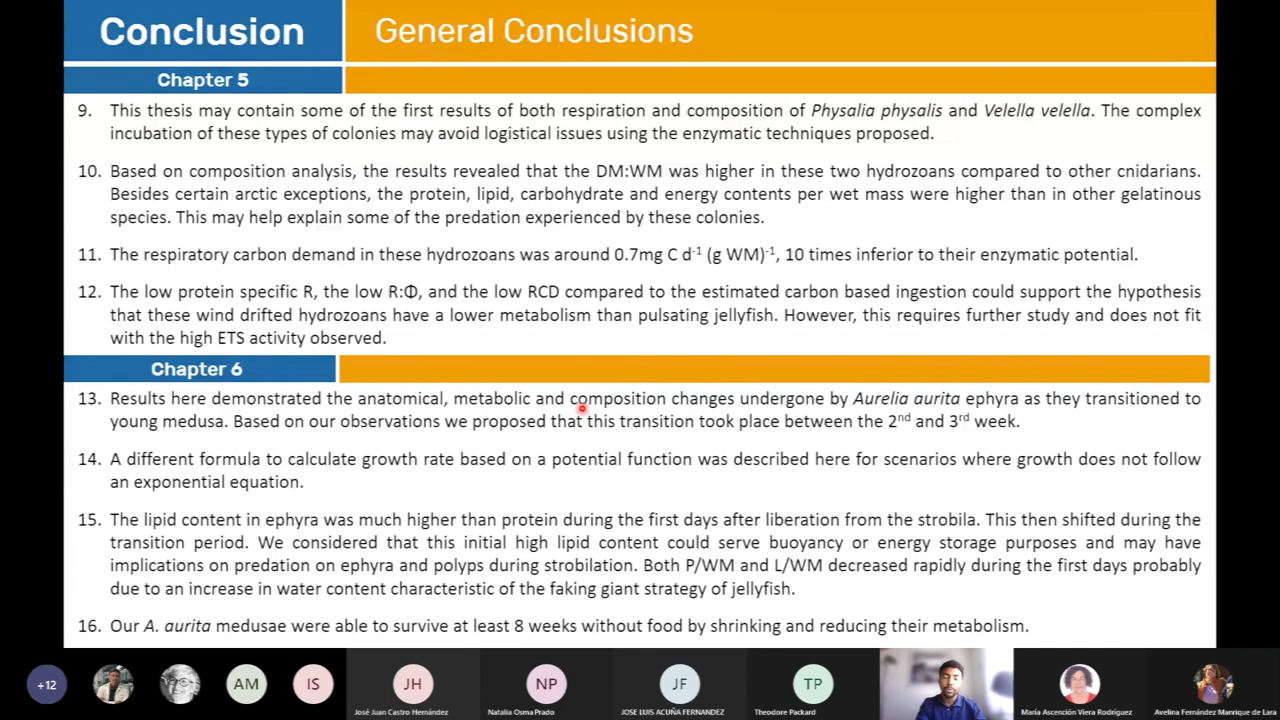 Conclusion
General Conclusions
Chapter 5
9. This thesis may contain some of the first results of both respiration and composition of Physalia physalis and Velella velella. The complex
incubation of these types of colonies may avoid logistical issues using the enzymatic techniques proposed.
10. Based on composition analysis, the results revealed that the DM:WM was higher in these two hydrozoans compared to other cnidarians.
Besides certain arctic exceptions, the protein, lipid, carbohydrate and energy contents per wet mass were higher than in other gelatinous
species. This may help explain some of the predation experienced by these colonies.
11. The respiratory carbon demand in these hydrozoans was around 0.7mg C d⁻¹ (g WM)⁻¹, 10 times inferior to their enzymatic potential.
12. The low protein specific R, the low R:Φ, and the low RCD compared to the estimated carbon based ingestion could support the hypothesis
that these wind drifted hydrozoans have a lower metabolism than pulsating jellyfish. However, this requires further study and does not fit
with the high ETS activity observed.
Chapter 6
13. Results here demonstrated the anatomical, metabolic and composition changes undergone by Aurelia aurita ephyra as they transitioned to
young medusa. Based on our observations we proposed that this transition took place between the 2nd and 3rd week.
14. A different formula to calculate growth rate based on a potential function was described here for scenarios where growth does not follow
an exponential equation.
15. The lipid content in ephyra was much higher than protein during the first days after liberation from the strobila. This then shifted during the
transition period. We considered that this initial high lipid content could serve buoyancy or energy storage purposes and may have
implications on predation on ephyra and polyps during strobilation. Both P/WM and L/WM decreased rapidly during the first days probably
due to an increase in water content characteristic of the faking giant strategy of jellyfish.
16. Our A. aurita medusae were able to survive at least 8 weeks without food by shrinking and reducing their metabolism.
+12
AM
IS
JH
NP
JF
TP
José Juan Castro Hernández
Natalia Osma Prado
JOSE LUIS ACUÑA FERNANDEZ
Theodore Packard
María Ascención Viera Rodríguez
Avelina Fernández Manrique de Lara